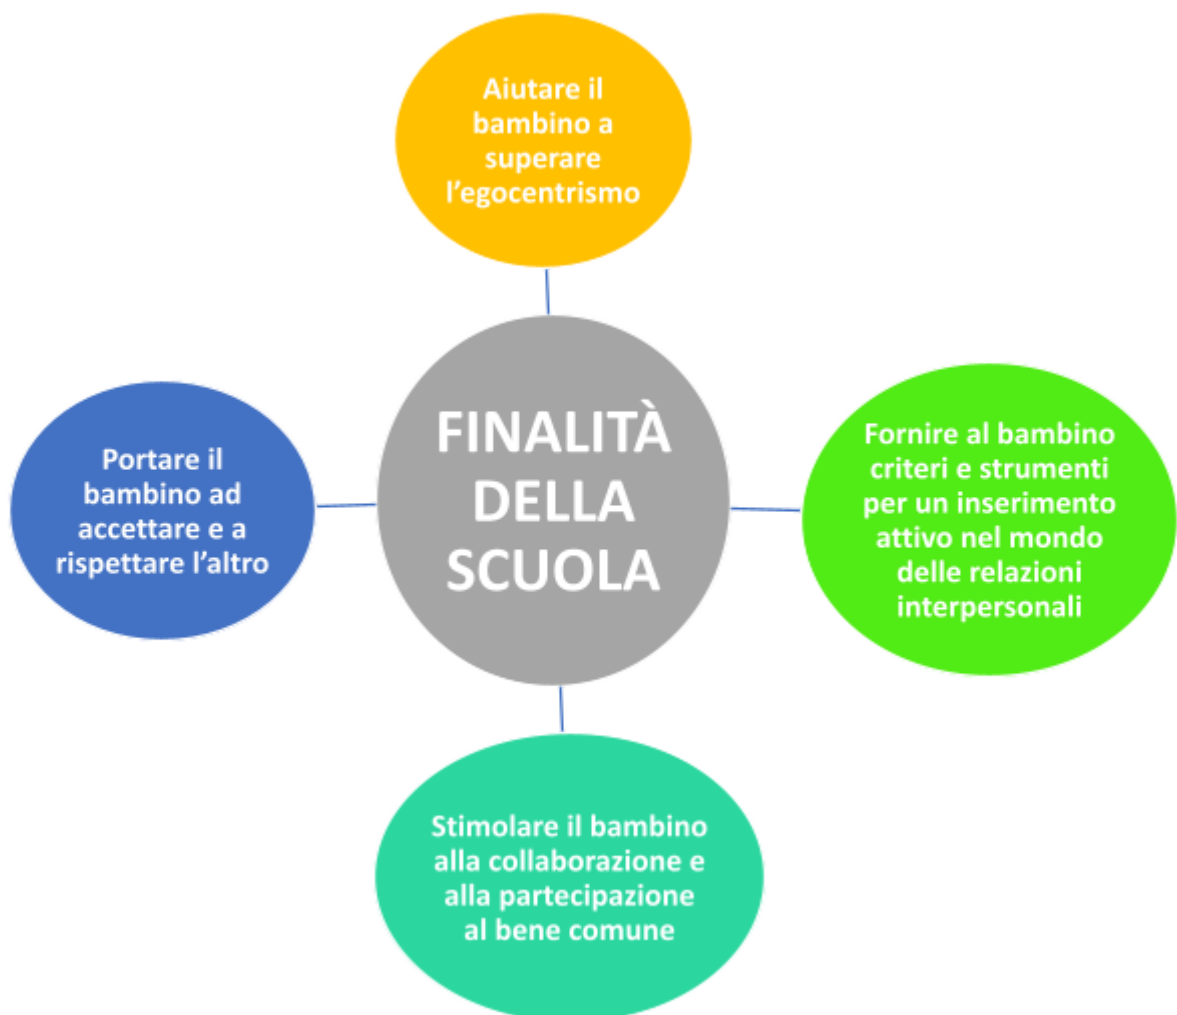 Aiutare il
bambino a
superare
l’egocentrismo
FINALITÀ
DELLA
SCUOLA
Portare il
bambino ad
accettare e a
rispettare l’altro
Fornire al bambino
criteri e strumenti
per un inserimento
attivo nel mondo
delle relazioni
interpersonali
Stimolare il bambino
alla collaborazione e
alla partecipazione
al bene comune